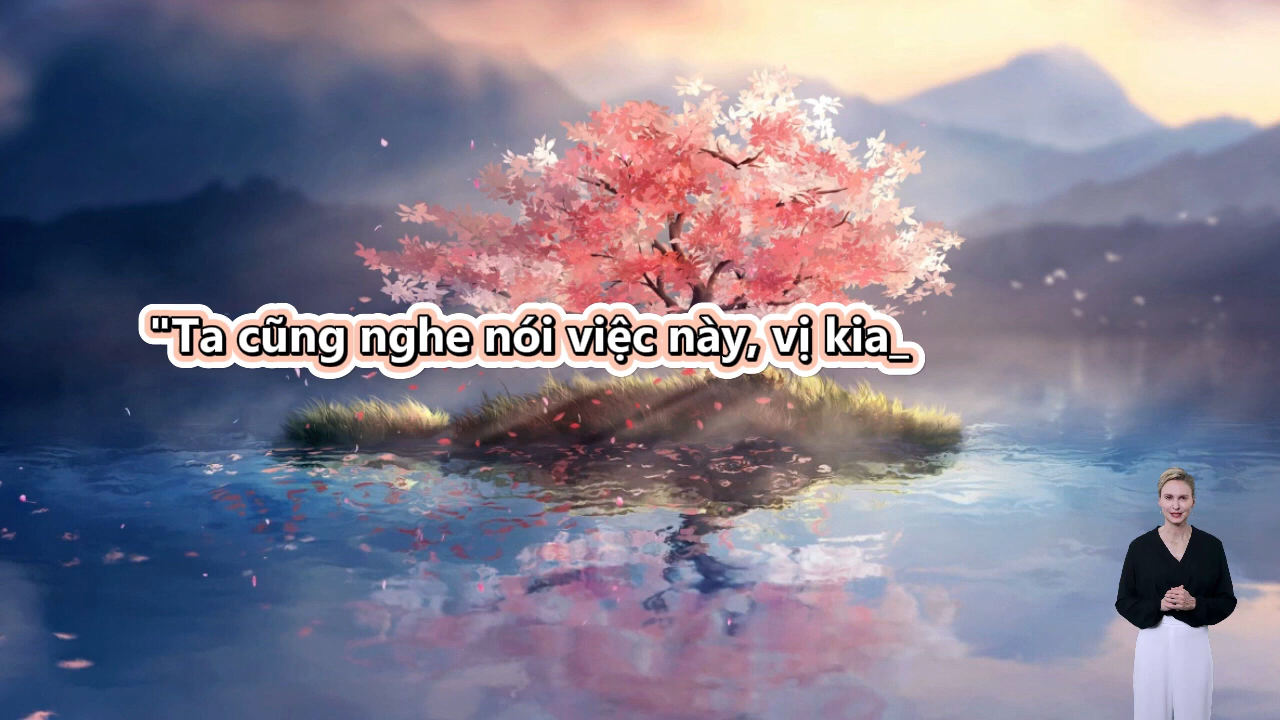 "Ta cũng nghe nói việc này, vị kia_